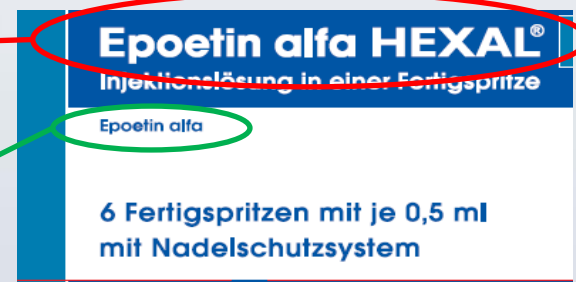 Epoetin alfa HEXAL®
Injektionslösung in einer Fertigspritze
Epoetin alfa
6 Fertigspritzen mit je 0,5 ml
mit Nadelschutzsystem